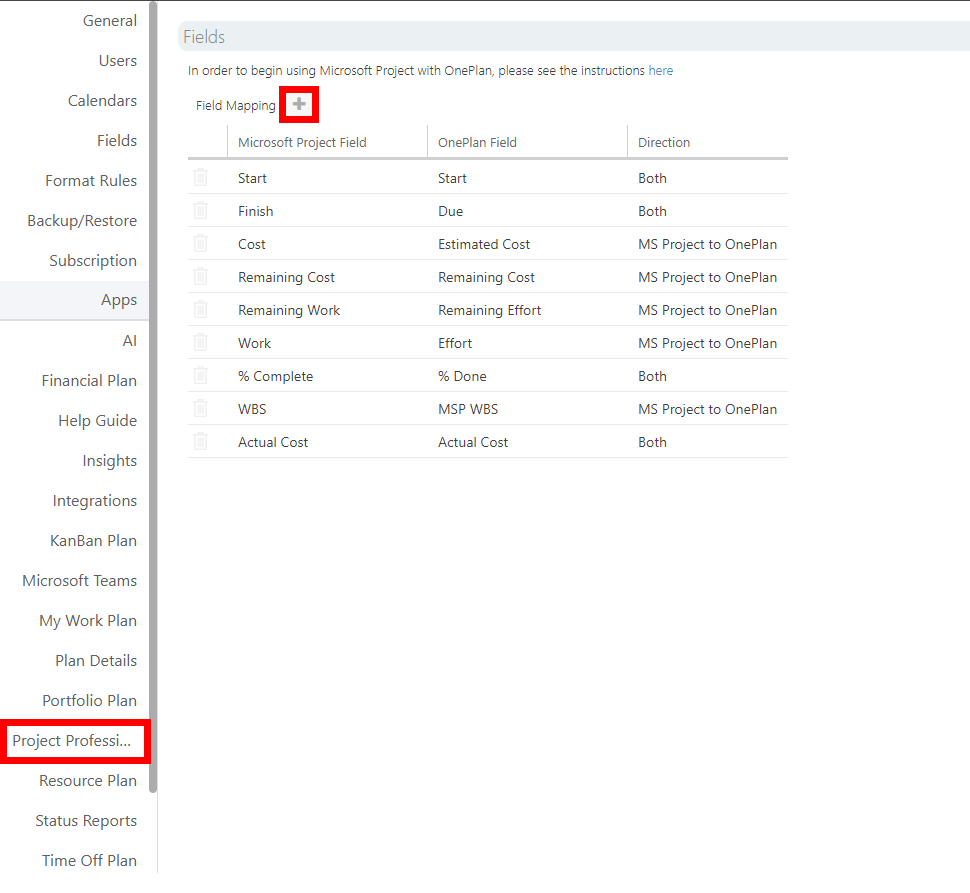 General
Users
Calendars
Fields
Format Rules
Backup/Restore
Subscription
Apps
AI
Financial Plan
Help Guide
Insights
Integrations
KanBan Plan
Microsoft Teams
My Work Plan
Plan Details
Portfolio Plan
Project Professi...
Resource Plan
Status Reports
Time Off Plan
Fields
In order to begin using Microsoft Project with OnePlan, please see the instructions here
Field Mapping
Microsoft Project Field OnePlan Field Direction
Start Start Both
Finish Due Both
Cost Estimated Cost MS Project to OnePlan
Remaining Cost Remaining Cost MS Project to OnePlan
Remaining Work Remaining Effort MS Project to OnePlan
Work Effort MS Project to OnePlan
% Complete % Done Both
WBS MSP WBS MS Project to OnePlan
Actual Cost Actual Cost Both